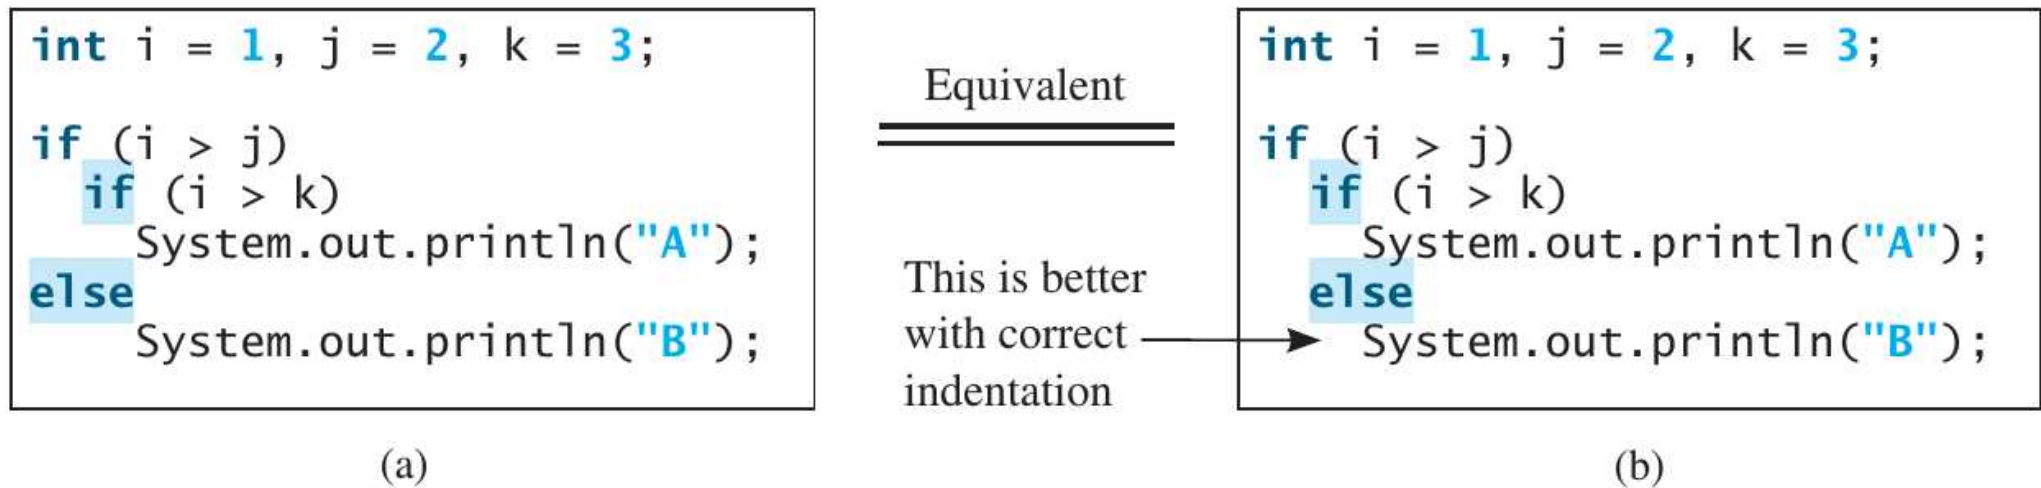 int i = 1, j = 2, k = 3;
if (i > j)
if (i > k)
System.out.println("A");
else
System.out.println("B");
(a)
Equivalent
This is better
with correct
indentation
int i = 1, j = 2, k = 3;
if (i > j)
if (i > k)
System.out.println("A");
else
System.out.println("B");
(b)